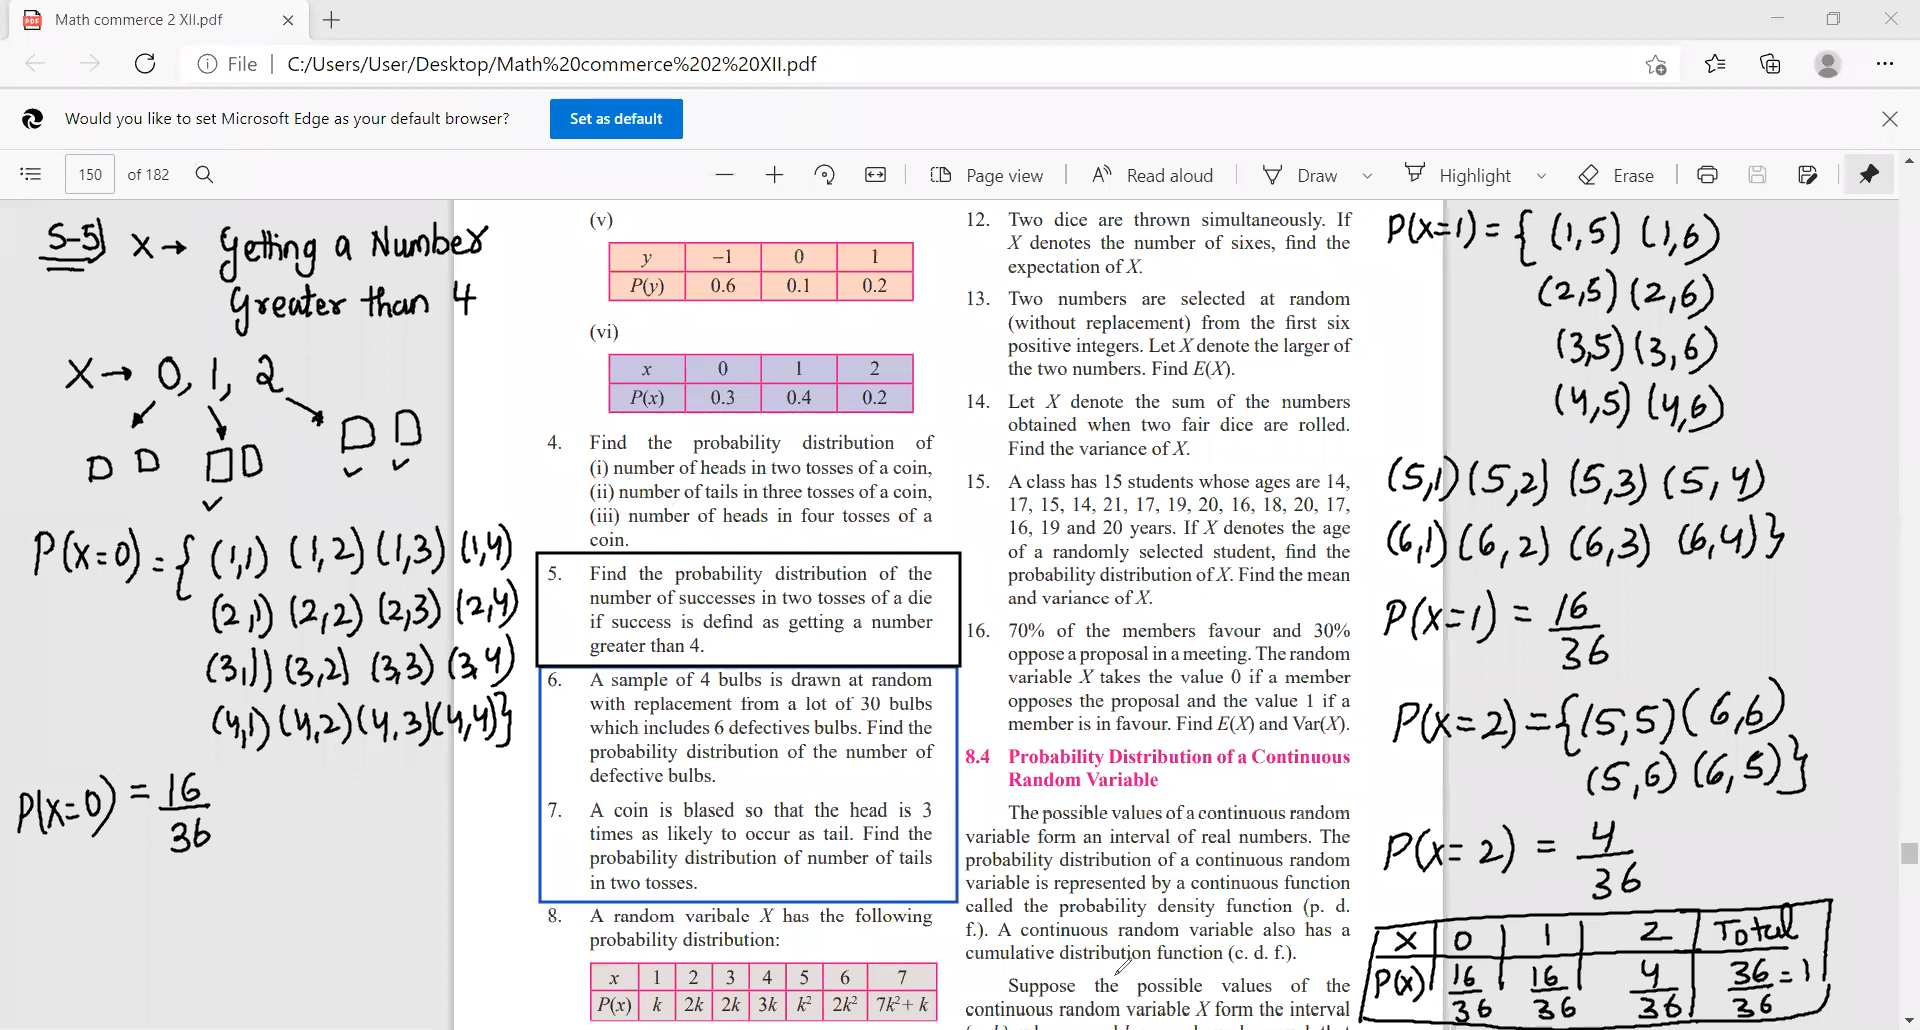 Math commerce 2 XII.pdf
File | C:/Users/User/Desktop/Math%20commerce%202%20XII.pdf
Would you like to set Microsoft Edge as your default browser? Set as default
150 of 182 Page view Read aloud Draw Highlight Erase
S-5) X → Getting a Number
Greater than 4
X → 0, 1, 2
P(X=0) = { (1,1) (1,2) (1,3) (1,4)
(2,1) (2,2) (2,3) (2,4)
(3,1) (3,2) (3,3) (3,4)
(4,1) (4,2) (4,3) (4,4)}
P(X=0) = 16/36
(v)
y −1 0 1
P(y) 0.6 0.1 0.2
(vi)
x 0 1 2
P(x) 0.3 0.4 0.2
4. Find the probability distribution of
(i) number of heads in two tosses of a coin,
(ii) number of tails in three tosses of a coin,
(iii) number of heads in four tosses of a
coin.
5. Find the probability distribution of the
number of successes in two tosses of a die
if success is defind as getting a number
greater than 4.
6. A sample of 4 bulbs is drawn at random
with replacement from a lot of 30 bulbs
which includes 6 defectives bulbs. Find the
probability distribution of the number of
defective bulbs.
7. A coin is blased so that the head is 3
times as likely to occur as tail. Find the
probability distribution of number of tails
in two tosses.
8. A random varibale X has the following
probability distribution:
x 1 2 3 4 5 6 7
P(x) k 2k 2k 3k k² 2k² 7k²+ k
12. Two dice are thrown simultaneously. If
X denotes the number of sixes, find the
expectation of X.
13. Two numbers are selected at random
(without replacement) from the first six
positive integers. Let X denote the larger of
the two numbers. Find E(X).
14. Let X denote the sum of the numbers
obtained when two fair dice are rolled.
Find the variance of X.
15. A class has 15 students whose ages are 14,
17, 15, 14, 21, 17, 19, 20, 16, 18, 20, 17,
16, 19 and 20 years. If X denotes the age
of a randomly selected student, find the
probability distribution of X. Find the mean
and variance of X.
16. 70% of the members favour and 30%
oppose a proposal in a meeting. The random
variable X takes the value 0 if a member
opposes the proposal and the value 1 if a
member is in favour. Find E(X) and Var(X).
8.4 Probability Distribution of a Continuous
Random Variable
The possible values of a continuous random
variable form an interval of real numbers. The
probability distribution of a continuous random
variable is represented by a continuous function
called the probability density function (p. d.
f.). A continuous random variable also has a
cumulative distribution function (c. d. f.).
Suppose the possible values of the
continuous random variable X form the interval
P(X=1) = { (1,5) (1,6)
(2,5) (2,6)
(3,5) (3,6)
(4,5) (4,6)
(5,1) (5,2) (5,3) (5,4)
(6,1) (6,2) (6,3) (6,4)}
P(X=1) = 16/36
P(X=2) = {(5,5) (6,6)
(5,6) (6,5)}
P(X=2) = 4/36
X 0 1 2 Total
P(X) 16/36 16/36 4/36 36/36 = 1